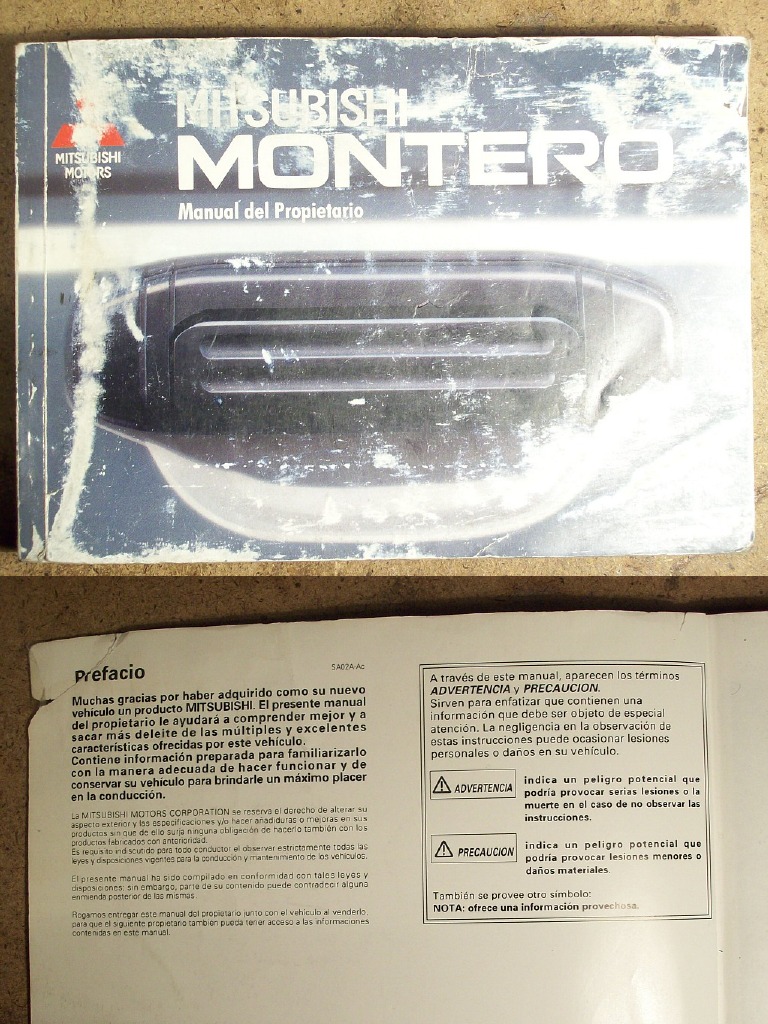 MITSUBISHI
MONTERO
MITSUBISHI
MOTORS
Manual del Propietario
Prefacio
SA02A-Ac
Muchas gracias por haber adquirido como su nuevo
vehículo un producto MITSUBISHI. El presente manual
del propietario le ayudará a comprender mejor y a
sacar más deleite de las múltiples y excelentes
características ofrecidas por este vehículo.
Contiene información preparada para familiarizarlo
con la manera adecuada de hacer funcionar y de
conservar su vehículo para brindarle un máximo placer
en la conducción.
La MITSUBISHI MOTORS CORPORATION se reserva el derecho de alterar su
aspecto exterior y las especificaciones y/o hacer añadiduras o mejoras en sus
productos sin que de ello surja ninguna obligación de hacerlo también con los
productos fabricados con anterioridad.
Es requisito indiscutido para todo conductor el observar estrictamente todas las
leyes y disposiciones vigentes para la conducción y mantenimiento de los vehículos.
El presente manual ha sido compilado en conformidad con tales leyes y
disposiciones; sin embargo, parte de su contenido puede contradecir alguna
enmienda posterior de las mismas.
Rogamos entregar este manual del propietario junto con el vehículo al venderlo,
para que el siguiente propietario también pueda tener acceso a las informaciones
contenidas en este manual.
A través de este manual, aparecen los términos
ADVERTENCIA y PRECAUCION.
Sirven para enfatizar que contienen una
información que debe ser objeto de especial
atención. La negligencia en la observación de
estas instrucciones puede ocasionar lesiones
personales o daños en su vehículo.
ADVERTENCIA
indica un peligro potencial que
podría provocar serias lesiones o la
muerte en el caso de no observar las
instrucciones.
PRECAUCION
indica un peligro potencial que
podría provocar lesiones menores o
daños materiales.
También se provee otro símbolo:
NOTA: ofrece una información provechosa.